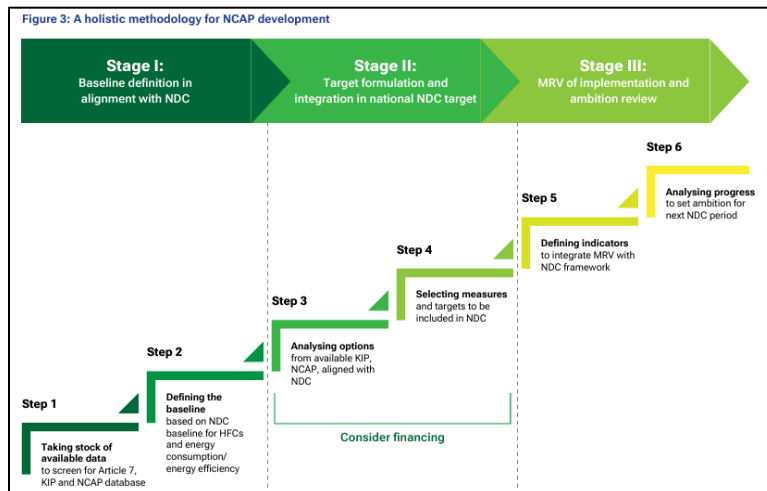 Figure 3: A holistic methodology for NCAP development
Stage I:
Baseline definition in
alignment with NDC
Stage II:
Target formulation and
integration in national NDC target
Stage III:
MRV of implementation and
ambition review
Step 1
Taking stock of
available data
to screen for Article 7,
KIP and NCAP database
Step 2
Defining the
baseline
based on NDC
baseline for HFCs
and energy
consumption/
energy efficiency
Step 3
Analysing options
from available KIP,
NCAP, aligned with
NDC
Step 4
Selecting measures
and targets to be
included in NDC
Consider financing
Step 5
Defining indicators
to integrate MRV with
NDC framework
Step 6
Analysing progress
to set ambition for
next NDC period